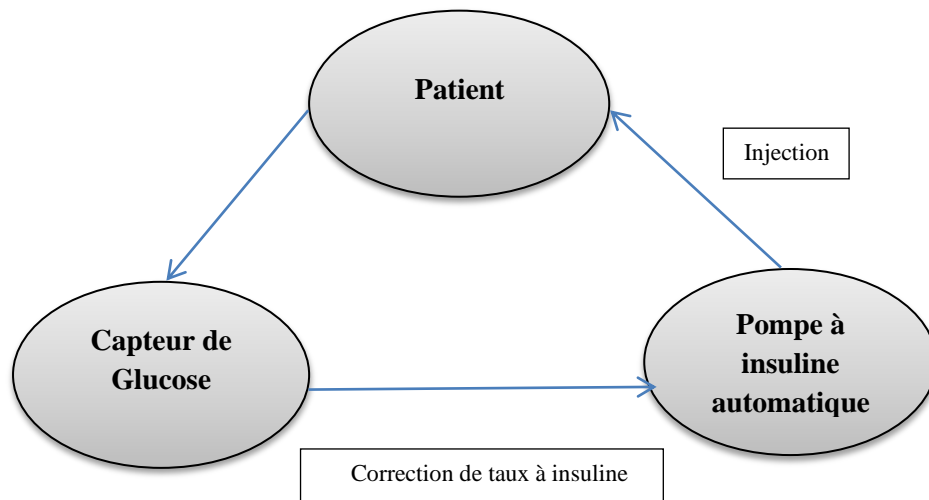 Patient
Injection
Capteur de
Glucose
Pompe à
insuline
automatique
Correction de taux à insuline